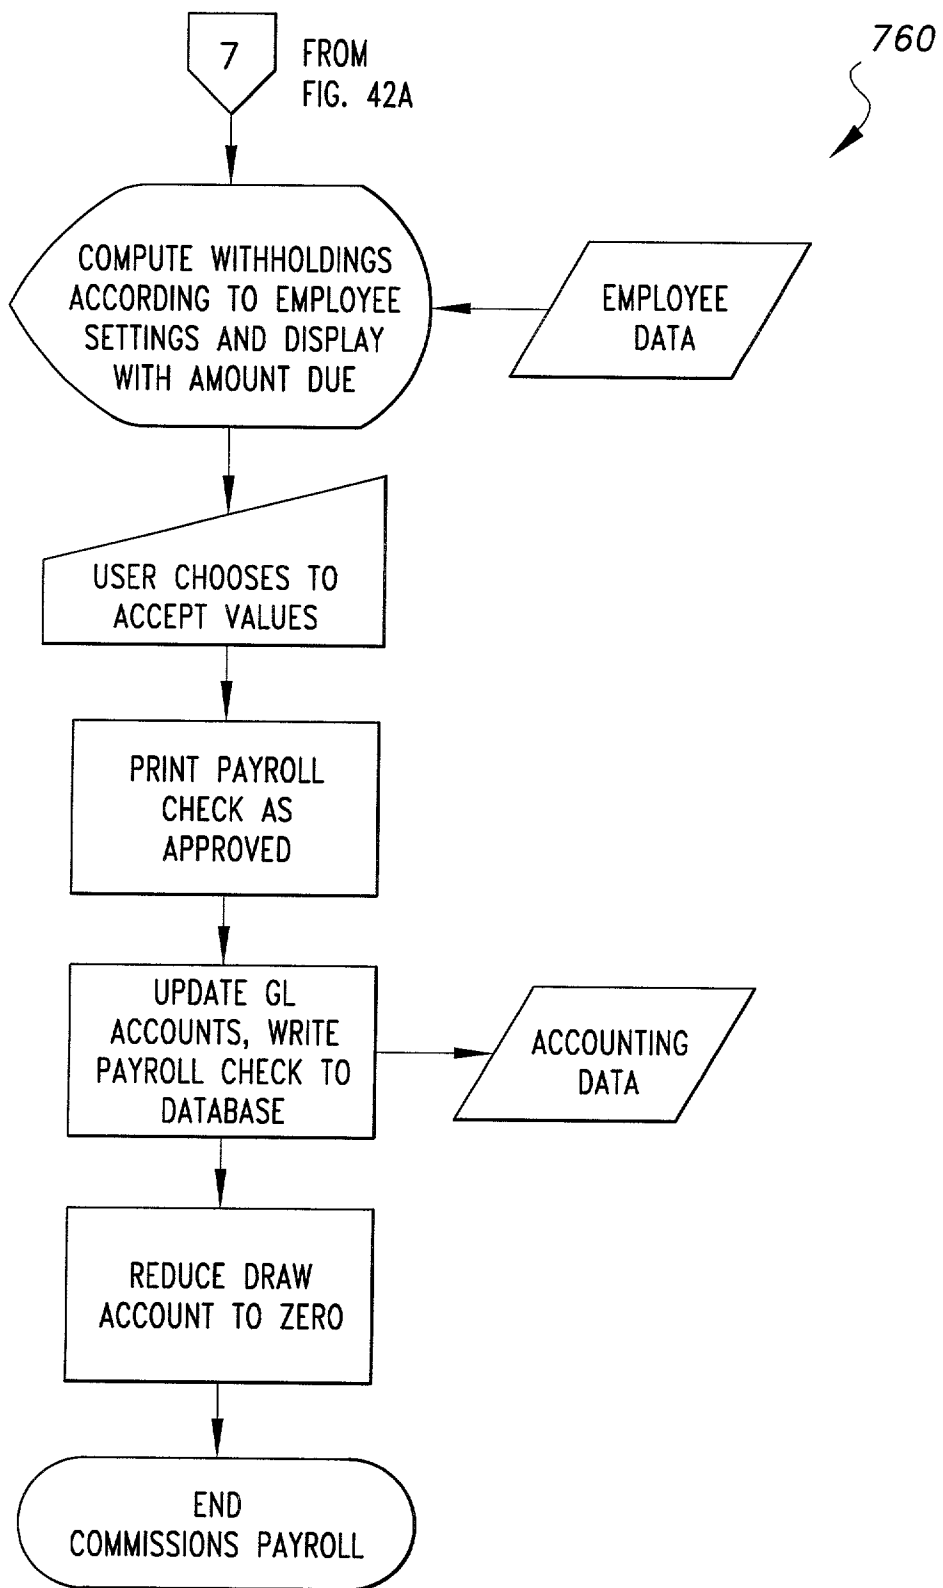 760
7
FROM
FIG. 42A
COMPUTE WITHHOLDINGS
ACCORDING TO EMPLOYEE
SETTINGS AND DISPLAY
WITH AMOUNT DUE
EMPLOYEE
DATA
USER CHOOSES TO
ACCEPT VALUES
PRINT PAYROLL
CHECK AS
APPROVED
UPDATE GL
ACCOUNTS, WRITE
PAYROLL CHECK TO
DATABASE
ACCOUNTING
DATA
REDUCE DRAW
ACCOUNT TO ZERO
END
COMMISSIONS PAYROLL